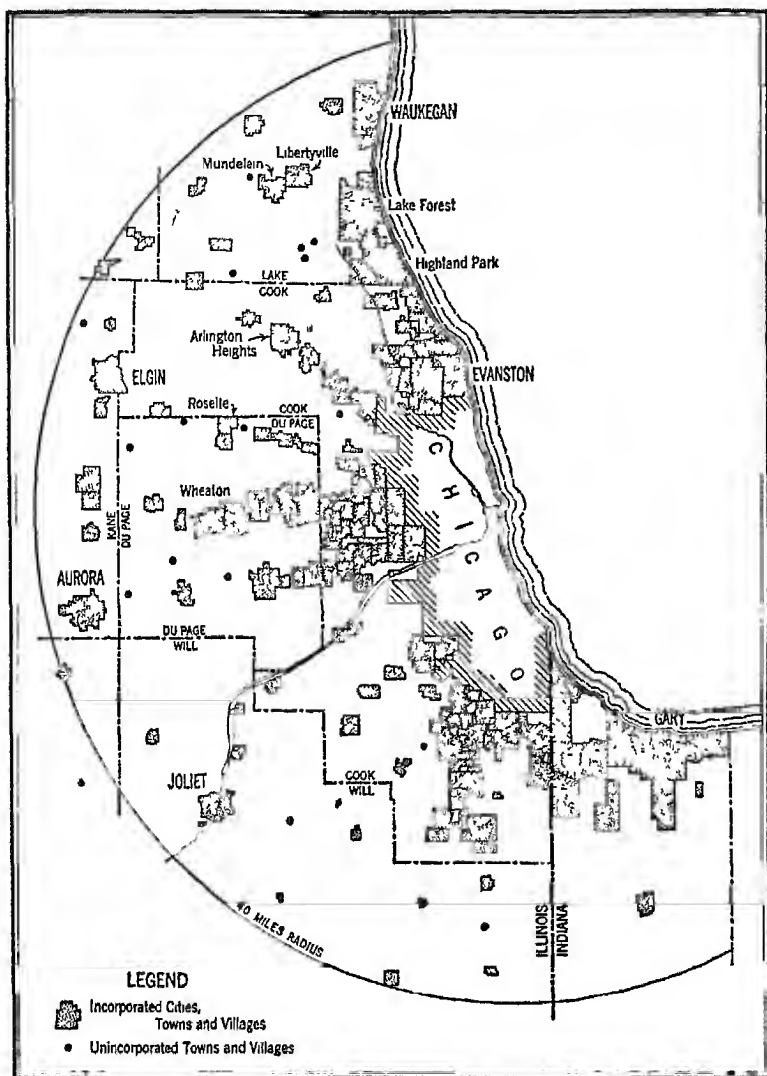 WAUKEGAN
Libertyville
Mundelein
Lake Forest
Highland Park
LAKE
COOK
Arlington
Heights
ELGIN
EVANSTON
Roselle
COOK
DU PAGE
CHICAGO
Wheaton
KANE
DU PAGE
AURORA
DU PAGE
WILL
GARY
JOLIET
COOK
WILL
40 MILES RADIUS
ILLINOIS
INDIANA
LEGEND
Incorporated Cities,
Towns and Villages
Unincorporated Towns and Villages